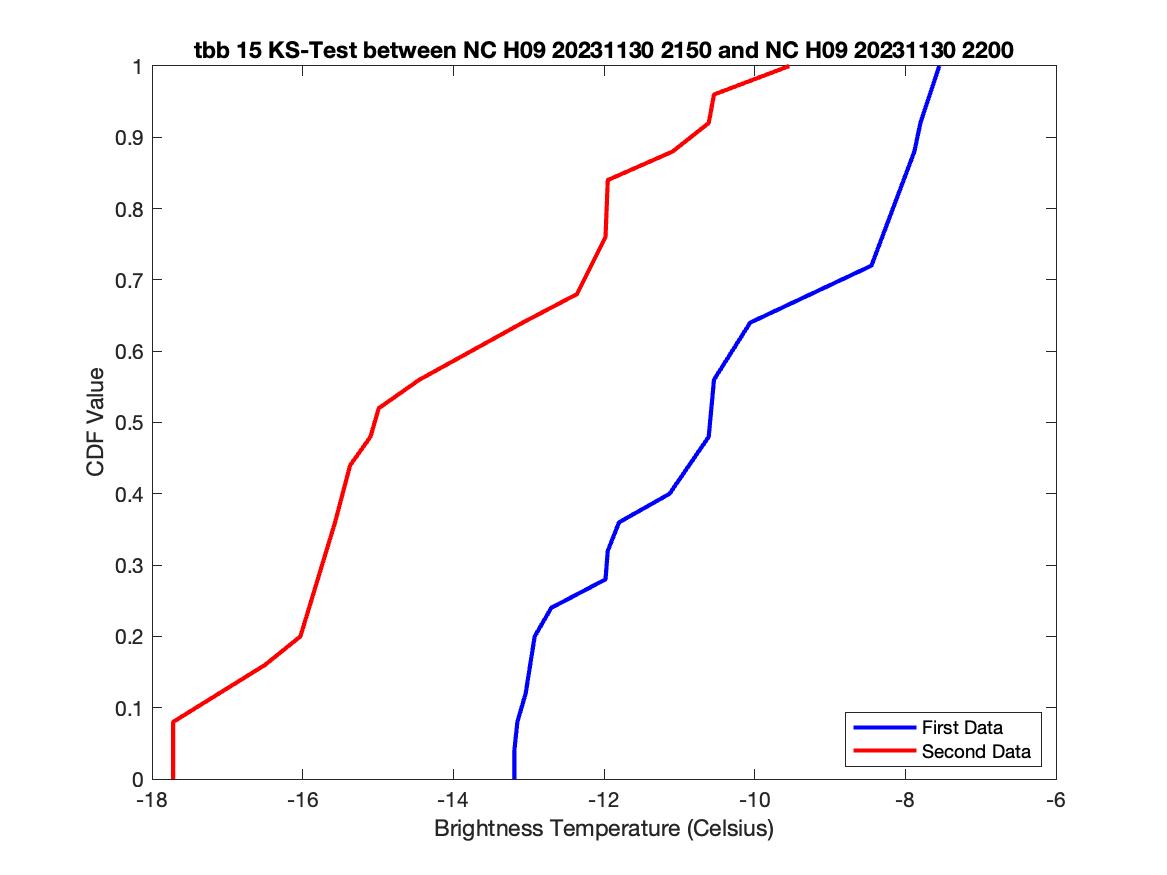 tbb 15 KS-Test between NC H09 20231130 2150 and NC H09 20231130 2200
1
0.9
0.8
0.7
0.6
0.5
0.4
0.3
0.2
0.1
0
CDF Value
First Data
Second Data
-18 -16 -14 -12 -10 -8 -6
Brightness Temperature (Celsius)